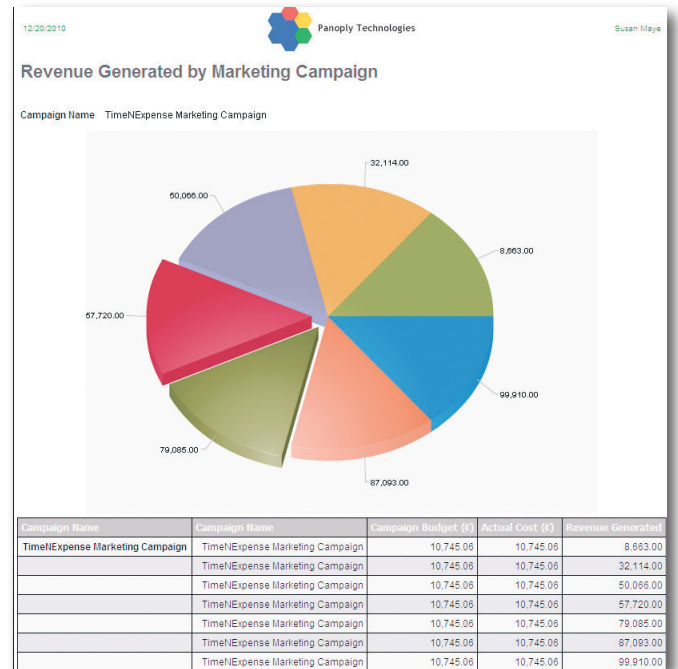 12/20/2010 Panoply Technologies Susan Maye
Revenue Generated by Marketing Campaign
Campaign Name TimeNExpense Marketing Campaign
32,114.00
50,066.00
8,663.00
57,720.00
99,910.00
79,085.00
87,093.00
Campaign Name Campaign Name Campaign Budget (€) Actual Cost (€) Revenue Generated
TimeNExpense Marketing Campaign TimeNExpense Marketing Campaign 10,745.06 10,745.06 8,663.00
TimeNExpense Marketing Campaign 10,745.06 10,745.06 32,114.00
TimeNExpense Marketing Campaign 10,745.06 10,745.06 50,066.00
TimeNExpense Marketing Campaign 10,745.06 10,745.06 57,720.00
TimeNExpense Marketing Campaign 10,745.06 10,745.06 79,085.00
TimeNExpense Marketing Campaign 10,745.06 10,745.06 87,093.00
TimeNExpense Marketing Campaign 10,745.06 10,745.06 99,910.00